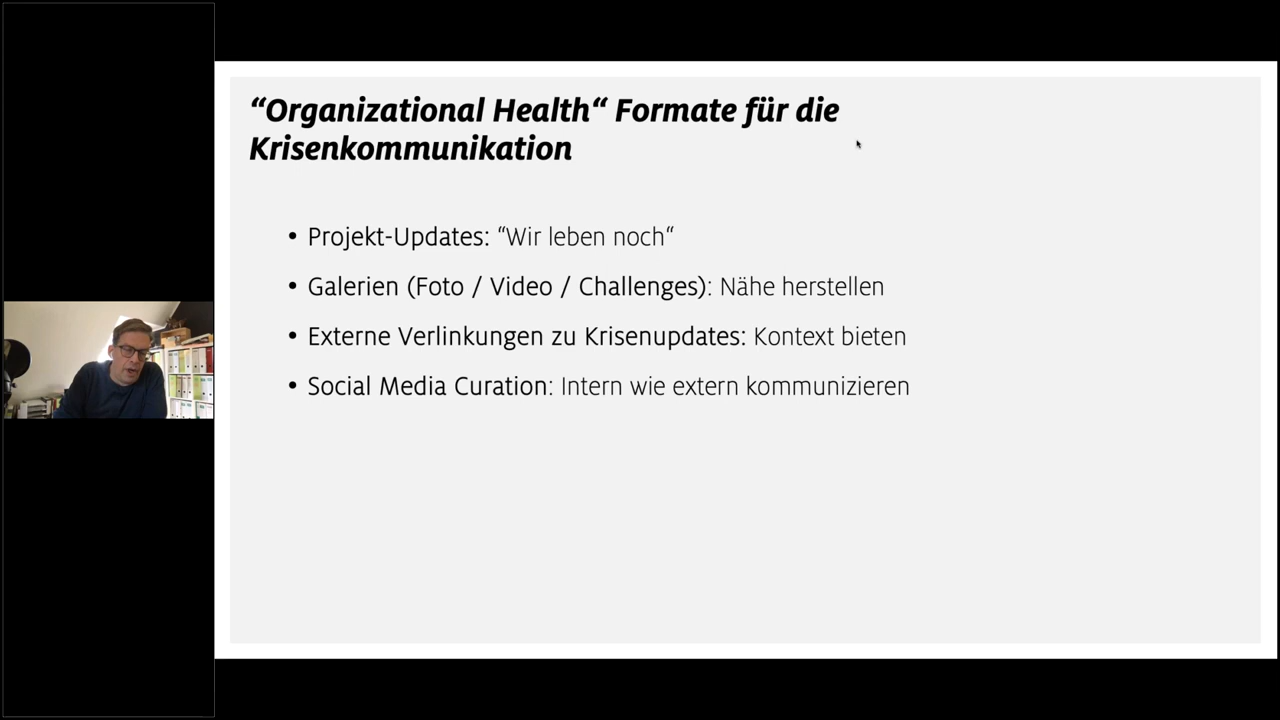 “Organizational Health“ Formate für die
Krisenkommunikation
• Projekt-Updates: “Wir leben noch“
• Galerien (Foto / Video / Challenges): Nähe herstellen
• Externe Verlinkungen zu Krisenupdates: Kontext bieten
• Social Media Curation: Intern wie extern kommunizieren